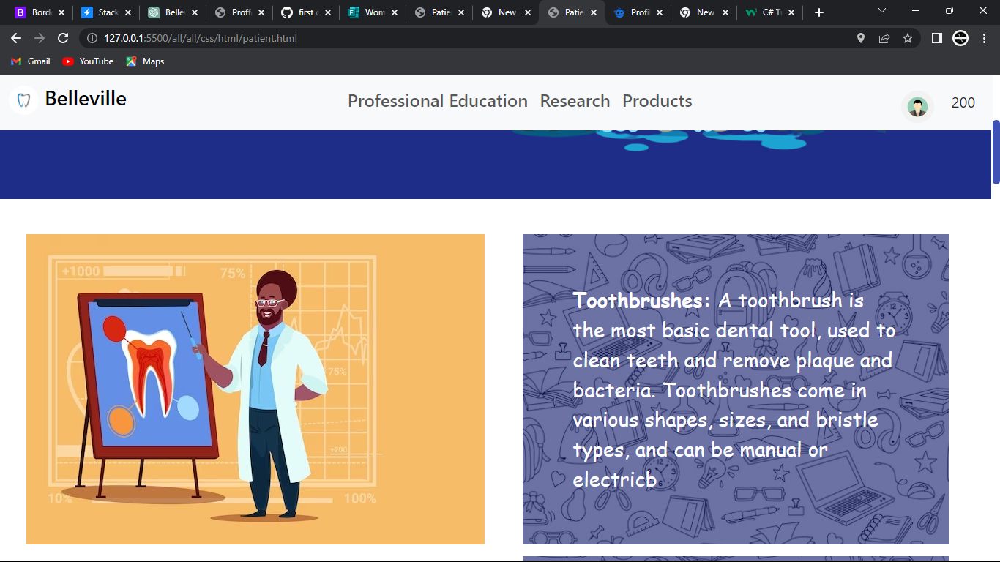 Bord
Stack
Belle
Proff
first c
Wom
Patie
New
Patie
Profil
New
C# Tu
127.0.0.1:5500/all/all/css/html/patient.html
Gmail
YouTube
Maps
Belleville
Professional Education Research Products
200
+1000
75%
75%
+200
10%
100%
Toothbrushes: A toothbrush is
the most basic dental tool, used to
clean teeth and remove plaque and
bacteria. Toothbrushes come in
various shapes, sizes, and bristle
types, and can be manual or
electricb